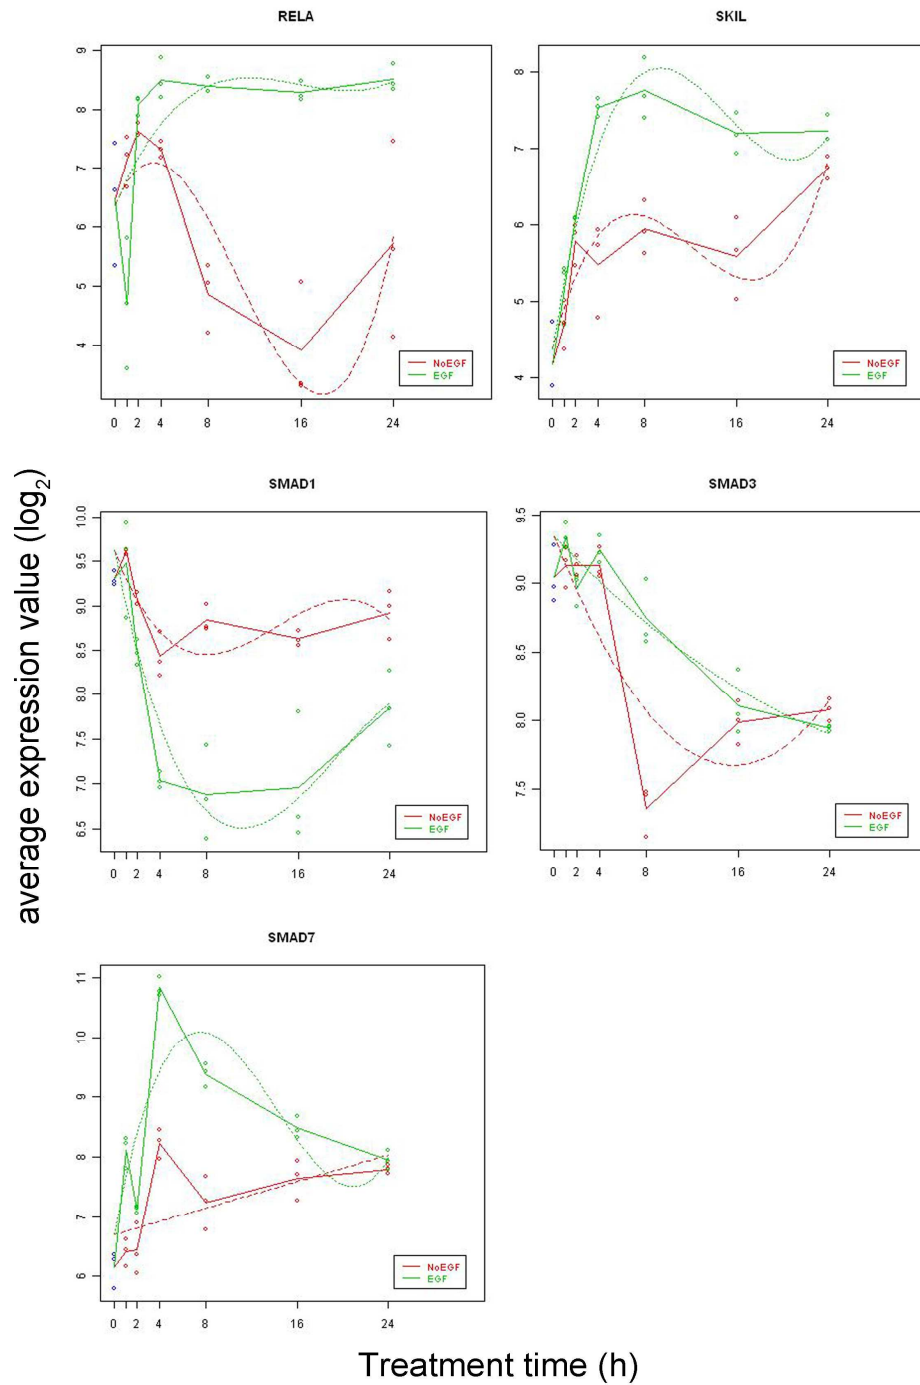 RELA
9
8
7
6
5
4
0 2 4 8 16 24
NoEGF
EGF
SKIL
8
7
6
5
4
0 2 4 8 16 24
NoEGF
EGF
average expression value (log2)
SMAD1
10.0
9.5
9.0
8.5
8.0
7.5
7.0
6.5
0 2 4 8 16 24
NoEGF
EGF
SMAD3
9.5
9.0
8.5
8.0
7.5
0 2 4 8 16 24
NoEGF
EGF
SMAD7
11
10
9
8
7
6
0 2 4 8 16 24
NoEGF
EGF
Treatment time (h)